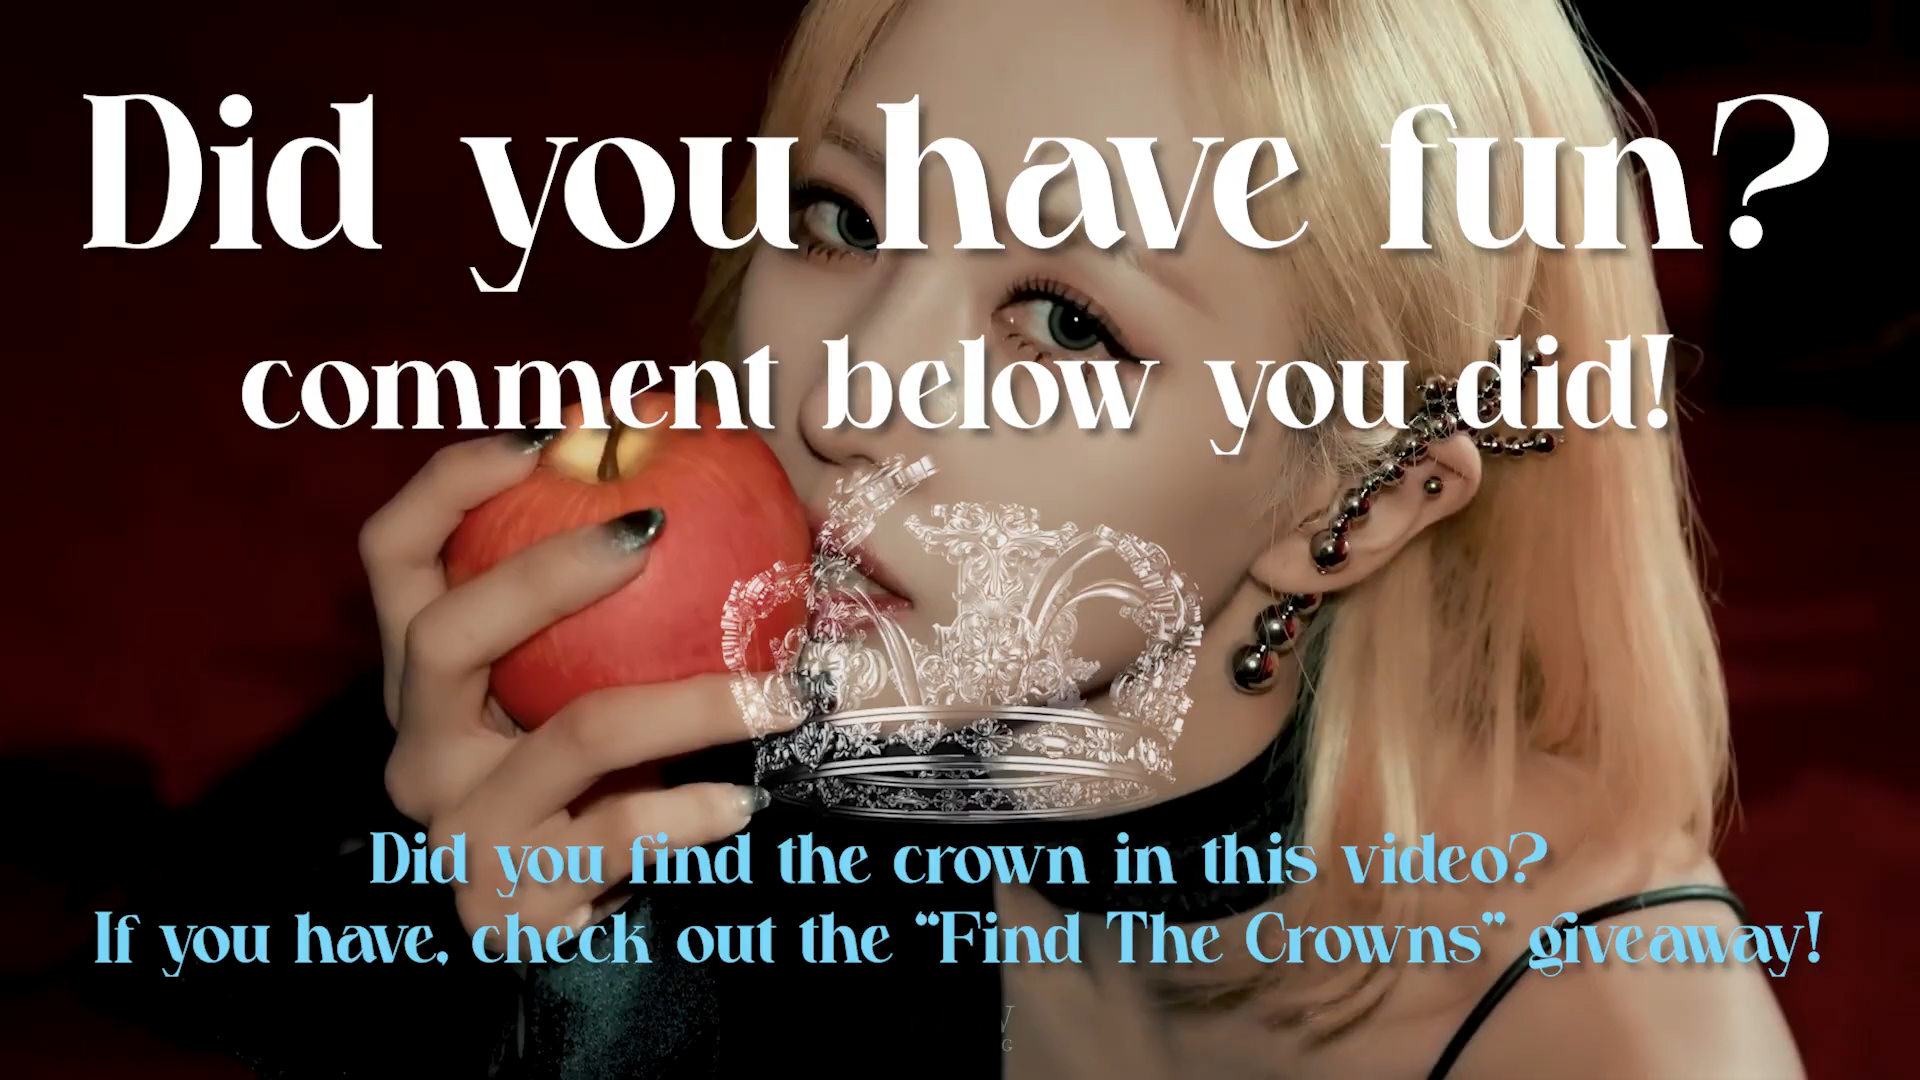 Did you have fun?
comment below you did!
Did you find the crown in this video?
If you have, check out the “Find The Crowns” giveaway!